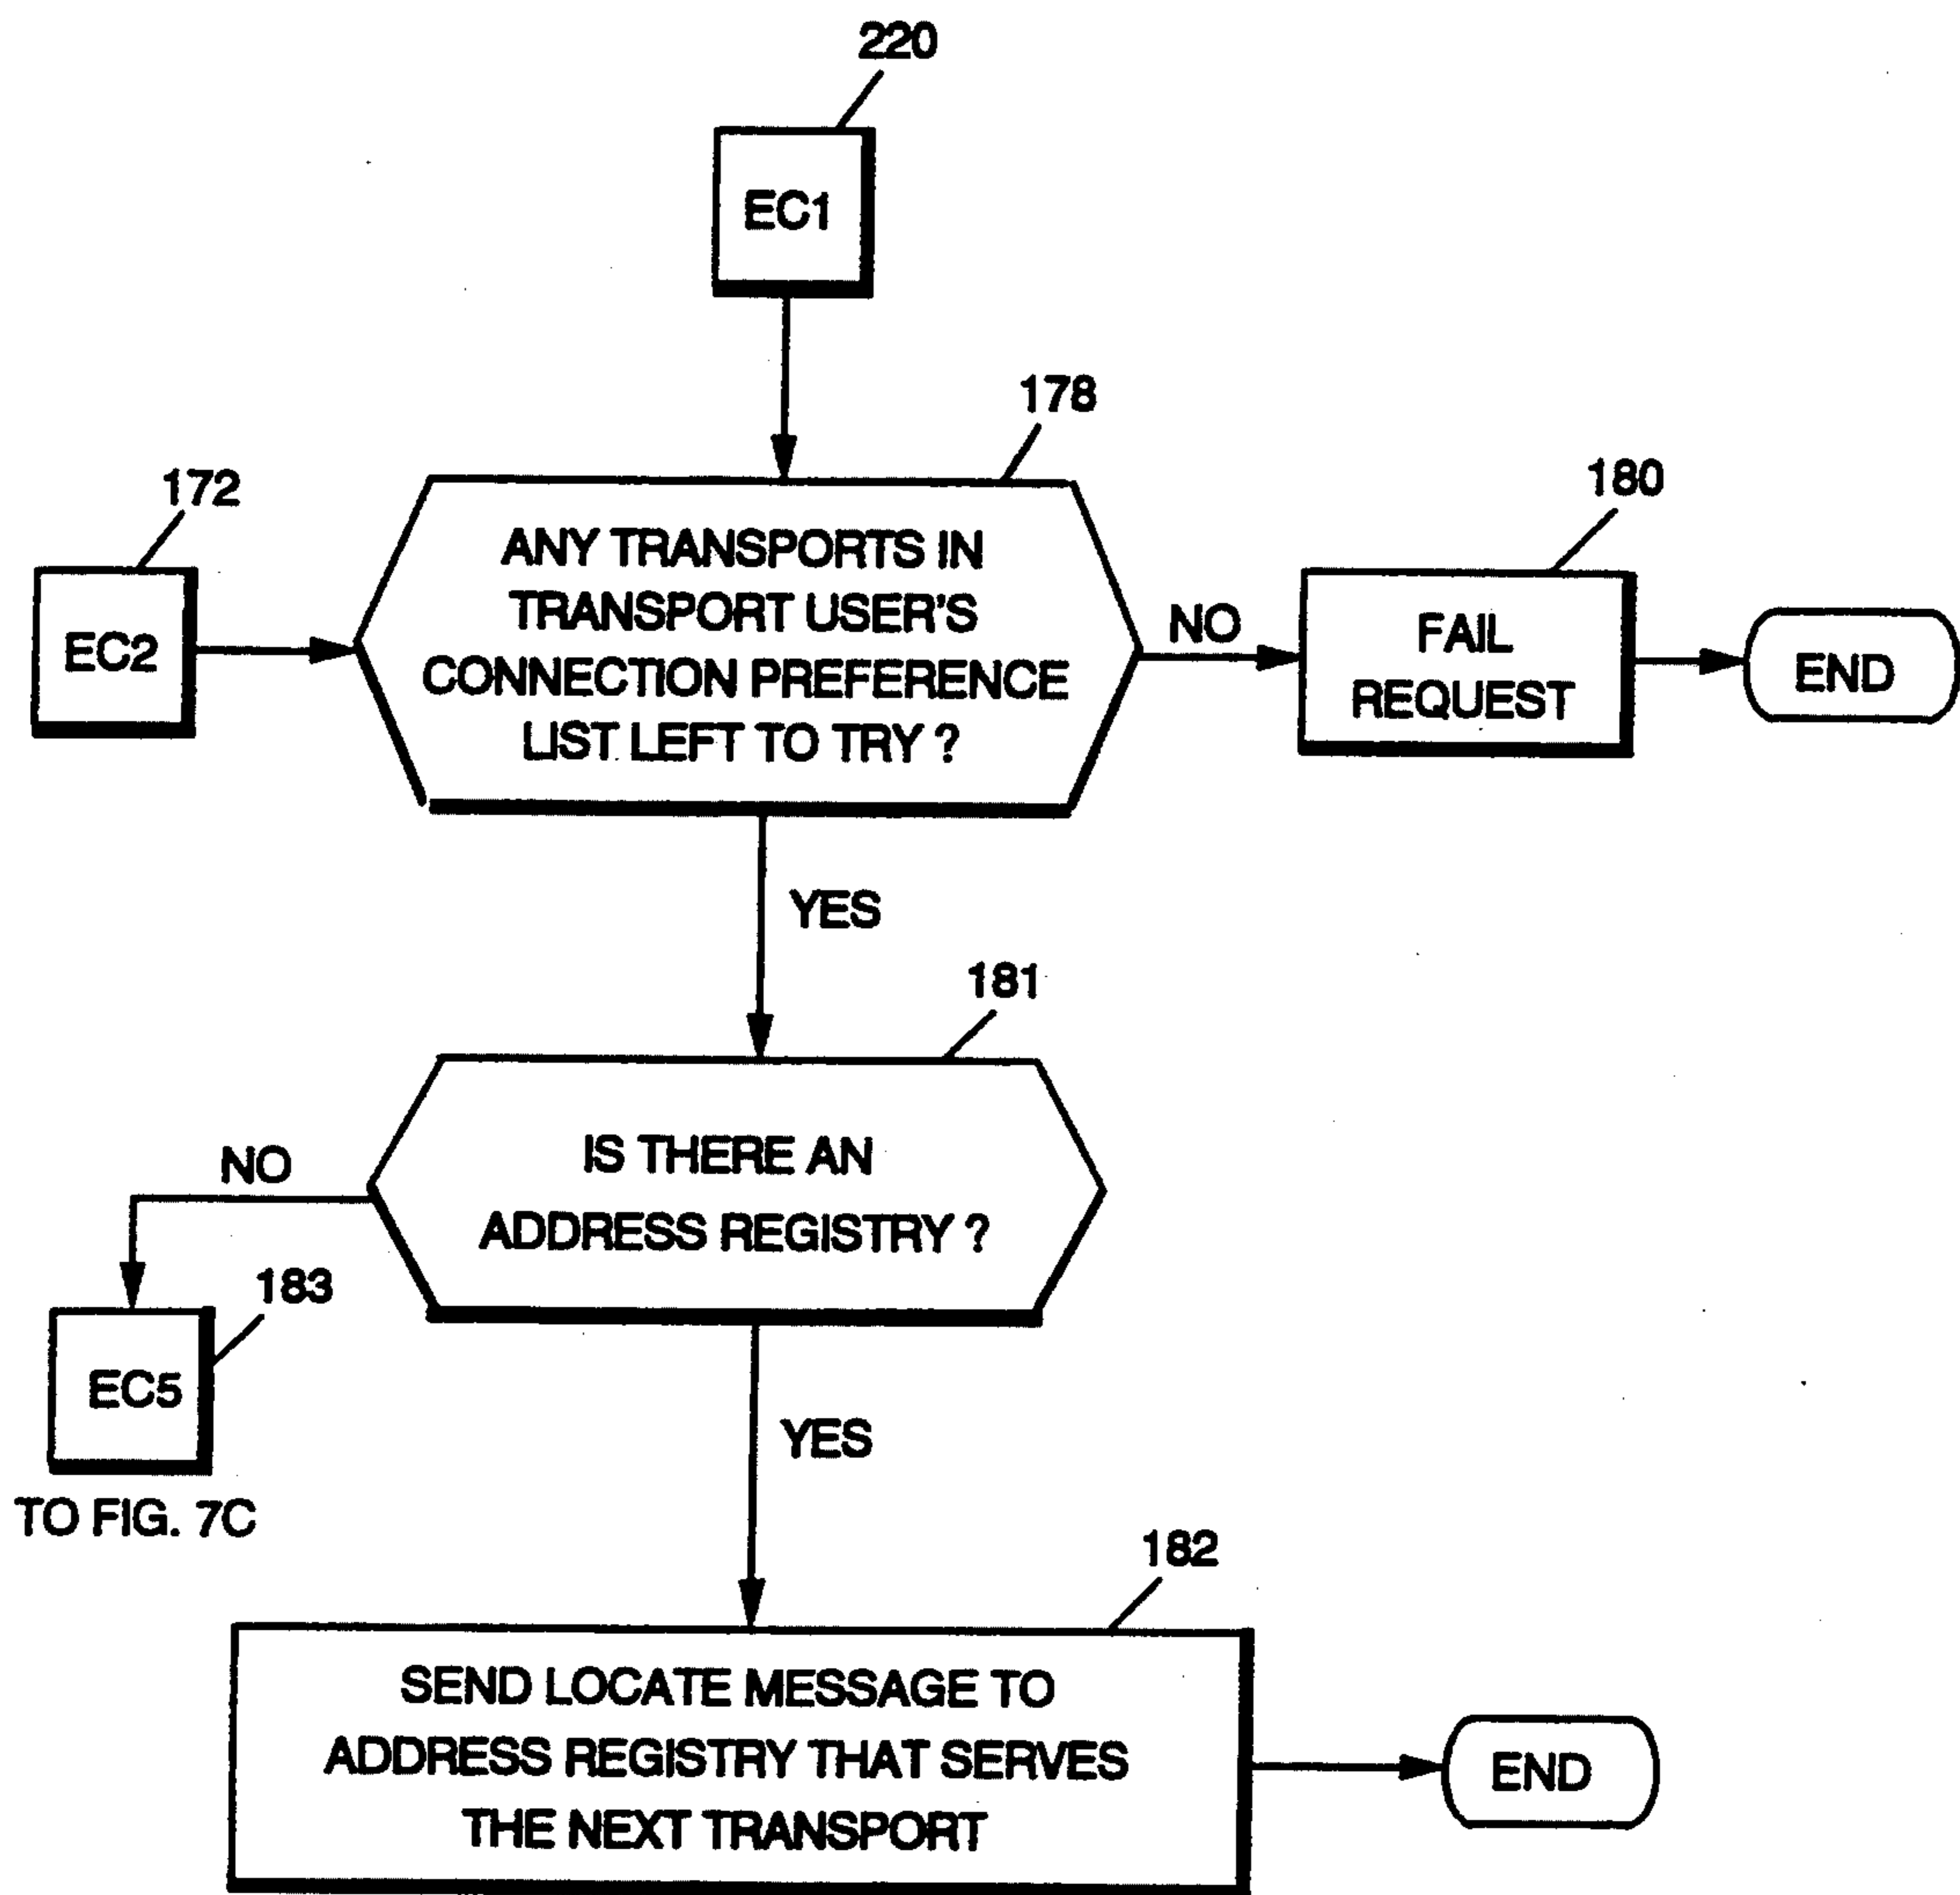 220
EC1
178
172
180
ANY TRANSPORTS IN
TRANSPORT USER'S
CONNECTION PREFERENCE
LIST LEFT TO TRY ?
EC2
NO
FAIL
REQUEST
END
YES
181
IS THERE AN
ADDRESS REGISTRY ?
NO
183
EC5
YES
TO FIG. 7C
182
SEND LOCATE MESSAGE TO
ADDRESS REGISTRY THAT SERVES
THE NEXT TRANSPORT
END